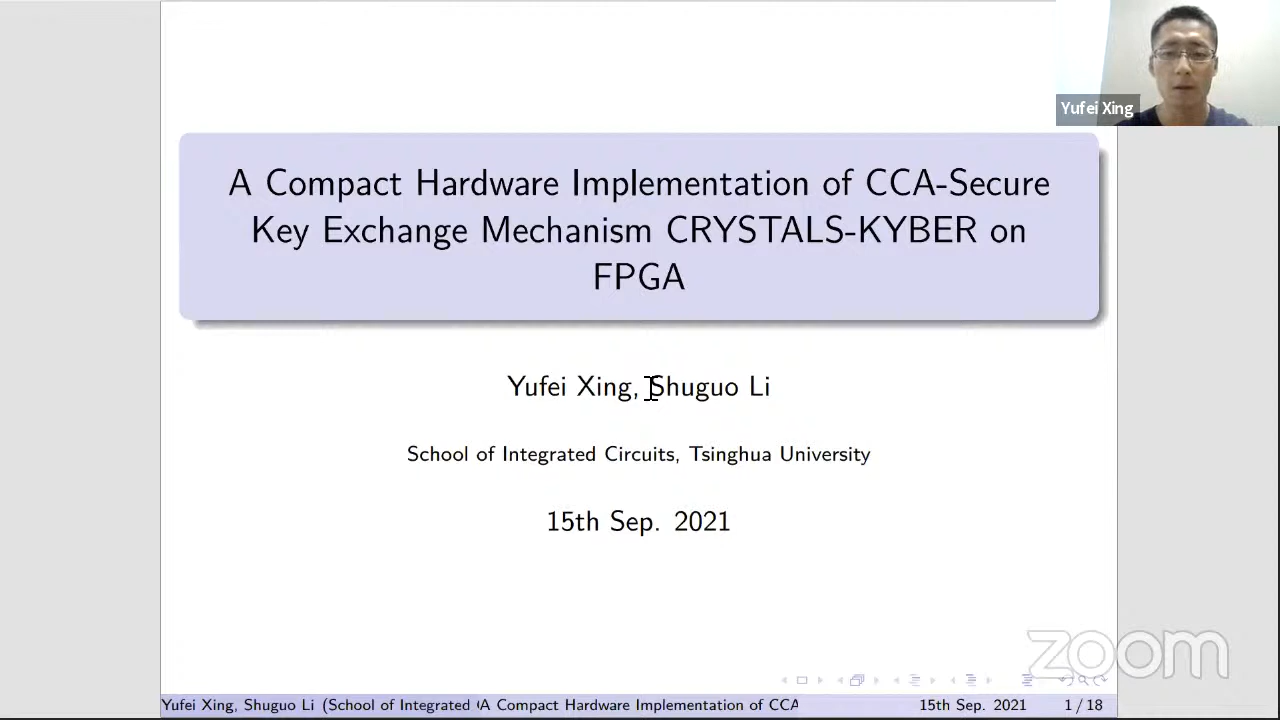 Yufei Xing
A Compact Hardware Implementation of CCA-Secure
Key Exchange Mechanism CRYSTALS-KYBER on
FPGA
Yufei Xing, Shuguo Li
School of Integrated Circuits, Tsinghua University
15th Sep. 2021
zoom
Yufei Xing, Shuguo Li (School of Integrated A Compact Hardware Implementation of CCA 15th Sep. 2021 1 / 18